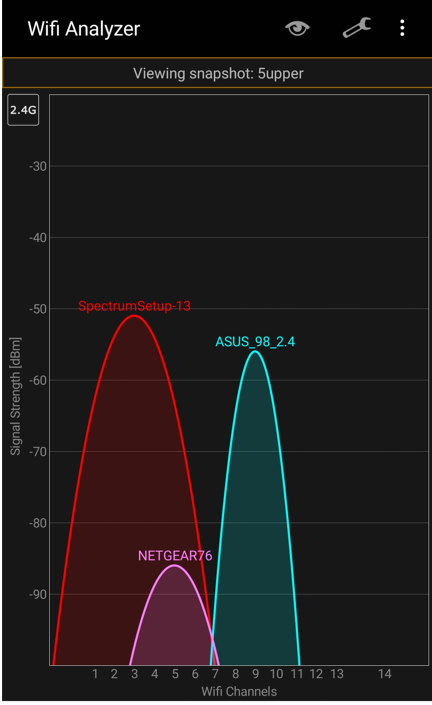 Wifi Analyzer
Viewing snapshot: 5upper
2.4G
-30
-40
-50
SpectrumSetup-13
ASUS_98_2.4
-60
-70
-80
NETGEAR76
-90
Signal Strength [dBm]
1 2 3 4 5 6 7 8 9 10 11 12 13 14
Wifi Channels